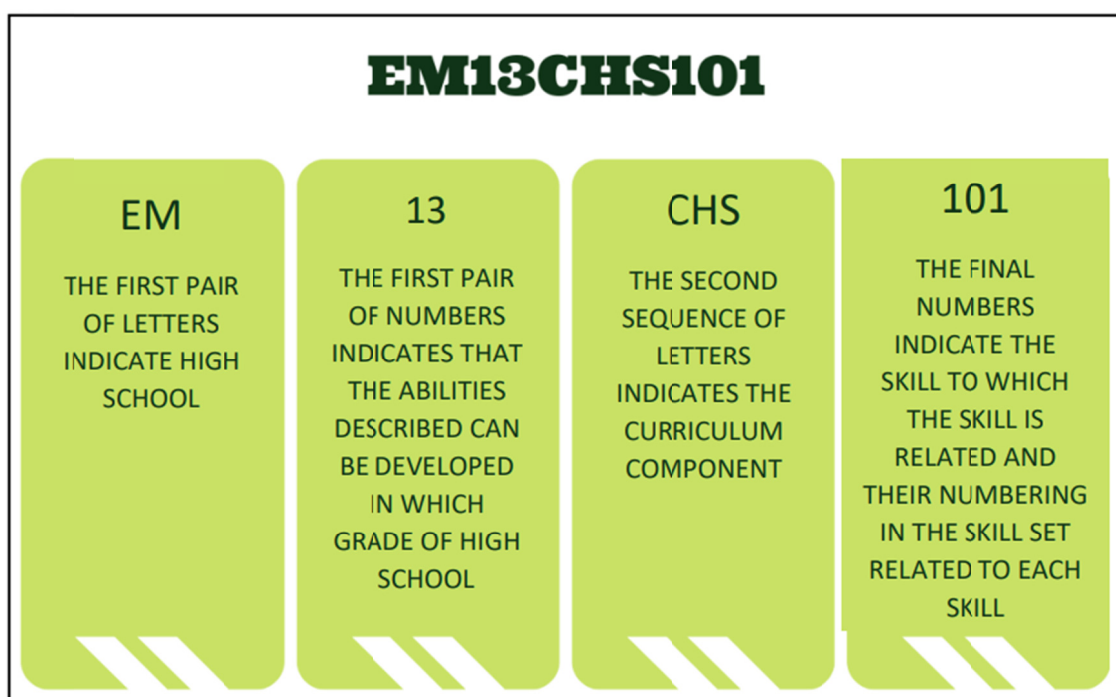 EM13CHS101
EM
THE FIRST PAIR
OF LETTERS
INDICATE HIGH
SCHOOL
13
THE FIRST PAIR
OF NUMBERS
INDICATES THAT
THE ABILITIES
DESCRIBED CAN
BE DEVELOPED
IN WHICH
GRADE OF HIGH
SCHOOL
CHS
THE SECOND
SEQUENCE OF
LETTERS
INDICATES THE
CURRICULUM
COMPONENT
101
THE FINAL
NUMBERS
INDICATE THE
SKILL TO WHICH
THE SKILL IS
RELATED AND
THEIR NUMBERING
IN THE SKILL SET
RELATED TO EACH
SKILL